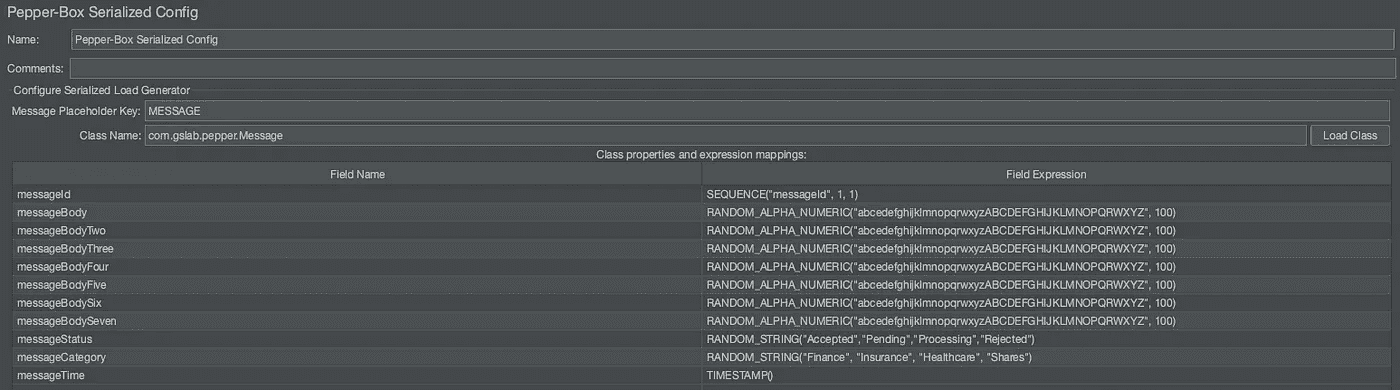 Pepper-Box Serialized Config
Name: Pepper-Box Serialized Config
Comments:
Configure Serialized Load Generator
Message Placeholder Key: MESSAGE
Class Name: com.gslab.pepper.Message Load Class
Class properties and expression mappings:
Field Name Field Expression
messageId SEQUENCE("messageId", 1, 1)
messageBody RANDOM_ALPHA_NUMERIC("abcedefghijklmnopqrwxyzABCDEFGHIJKLMNOPQRWXYZ", 100)
messageBodyTwo RANDOM_ALPHA_NUMERIC("abcedefghijklmnopqrwxyzABCDEFGHIJKLMNOPQRWXYZ", 100)
messageBodyThree RANDOM_ALPHA_NUMERIC("abcedefghijklmnopqrwxyzABCDEFGHIJKLMNOPQRWXYZ", 100)
messageBodyFour RANDOM_ALPHA_NUMERIC("abcedefghijklmnopqrwxyzABCDEFGHIJKLMNOPQRWXYZ", 100)
messageBodyFive RANDOM_ALPHA_NUMERIC("abcedefghijklmnopqrwxyzABCDEFGHIJKLMNOPQRWXYZ", 100)
messageBodySix RANDOM_ALPHA_NUMERIC("abcedefghijklmnopqrwxyzABCDEFGHIJKLMNOPQRWXYZ", 100)
messageBodySeven RANDOM_ALPHA_NUMERIC("abcedefghijklmnopqrwxyzABCDEFGHIJKLMNOPQRWXYZ", 100)
messageStatus RANDOM_STRING("Accepted","Pending","Processing","Rejected")
messageCategory RANDOM_STRING("Finance", "Insurance", "Healthcare", "Shares")
messageTime TIMESTAMP()